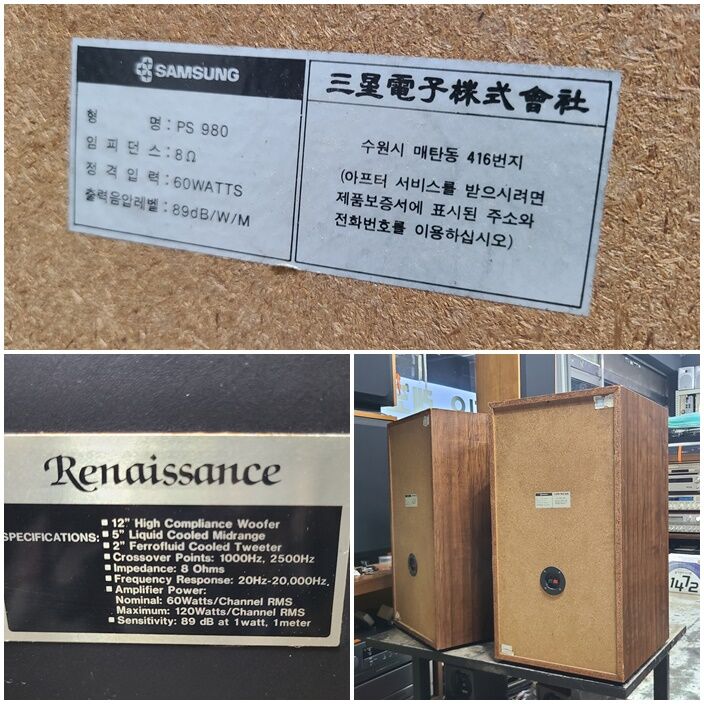 SAMSUNG
형 명 : PS 980
임 피 던 스 : 8Ω
정 격 입 력 : 60WATTS
출력음압레벨 : 89dB/W/M
三星電子株式會社
수원시 매탄동 416번지
(아프터 서비스를 받으시려면
제품보증서에 표시된 주소와
전화번호를 이용하십시오)
Renaissance
SPECIFICATIONS:
■ 12" High Compliance Woofer
■ 5" Liquid Cooled Midrange
■ 2" Ferrofluid Cooled Tweeter
■ Crossover Points: 1000Hz, 2500Hz
■ Impedance: 8 Ohms
■ Frequency Response: 20Hz-20,000Hz,
■ Amplifier Power:
Nominal: 60Watts/Channel RMS
Maximum: 120Watts/Channel RMS
■ Sensitivity: 89 dB at 1watt, 1meter
1472